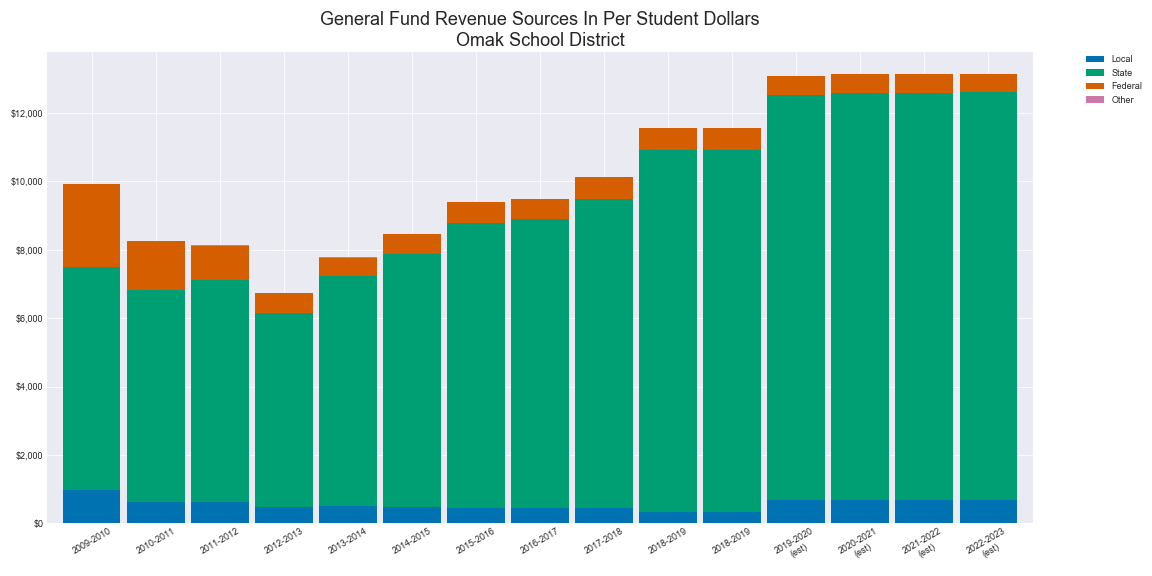 General Fund Revenue Sources In Per Student Dollars
Omak School District
Local
State
Federal
Other
$12,000
$10,000
$8,000
$6,000
$4,000
$2,000
$0
2009-2010
2010-2011
2011-2012
2012-2013
2013-2014
2014-2015
2015-2016
2016-2017
2017-2018
2018-2019
2018-2019
2019-2020
(est)
2020-2021
(est)
2021-2022
(est)
2022-2023
(est)